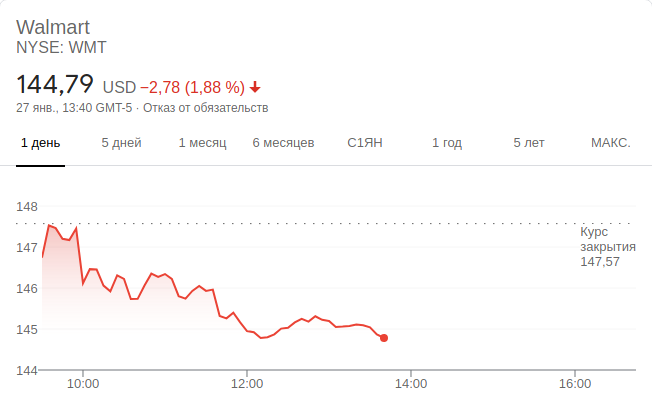 Walmart
NYSE: WMT
144,79 USD −2,78 (1,88 %)
27 янв., 13:40 GMT-5 · Отказ от обязательств
1 день 5 дней 1 месяц 6 месяцев С1ЯН 1 год 5 лет МАКС.
148
Курс
закрытия
147,57
147
146
145
144
10:00 12:00 14:00 16:00